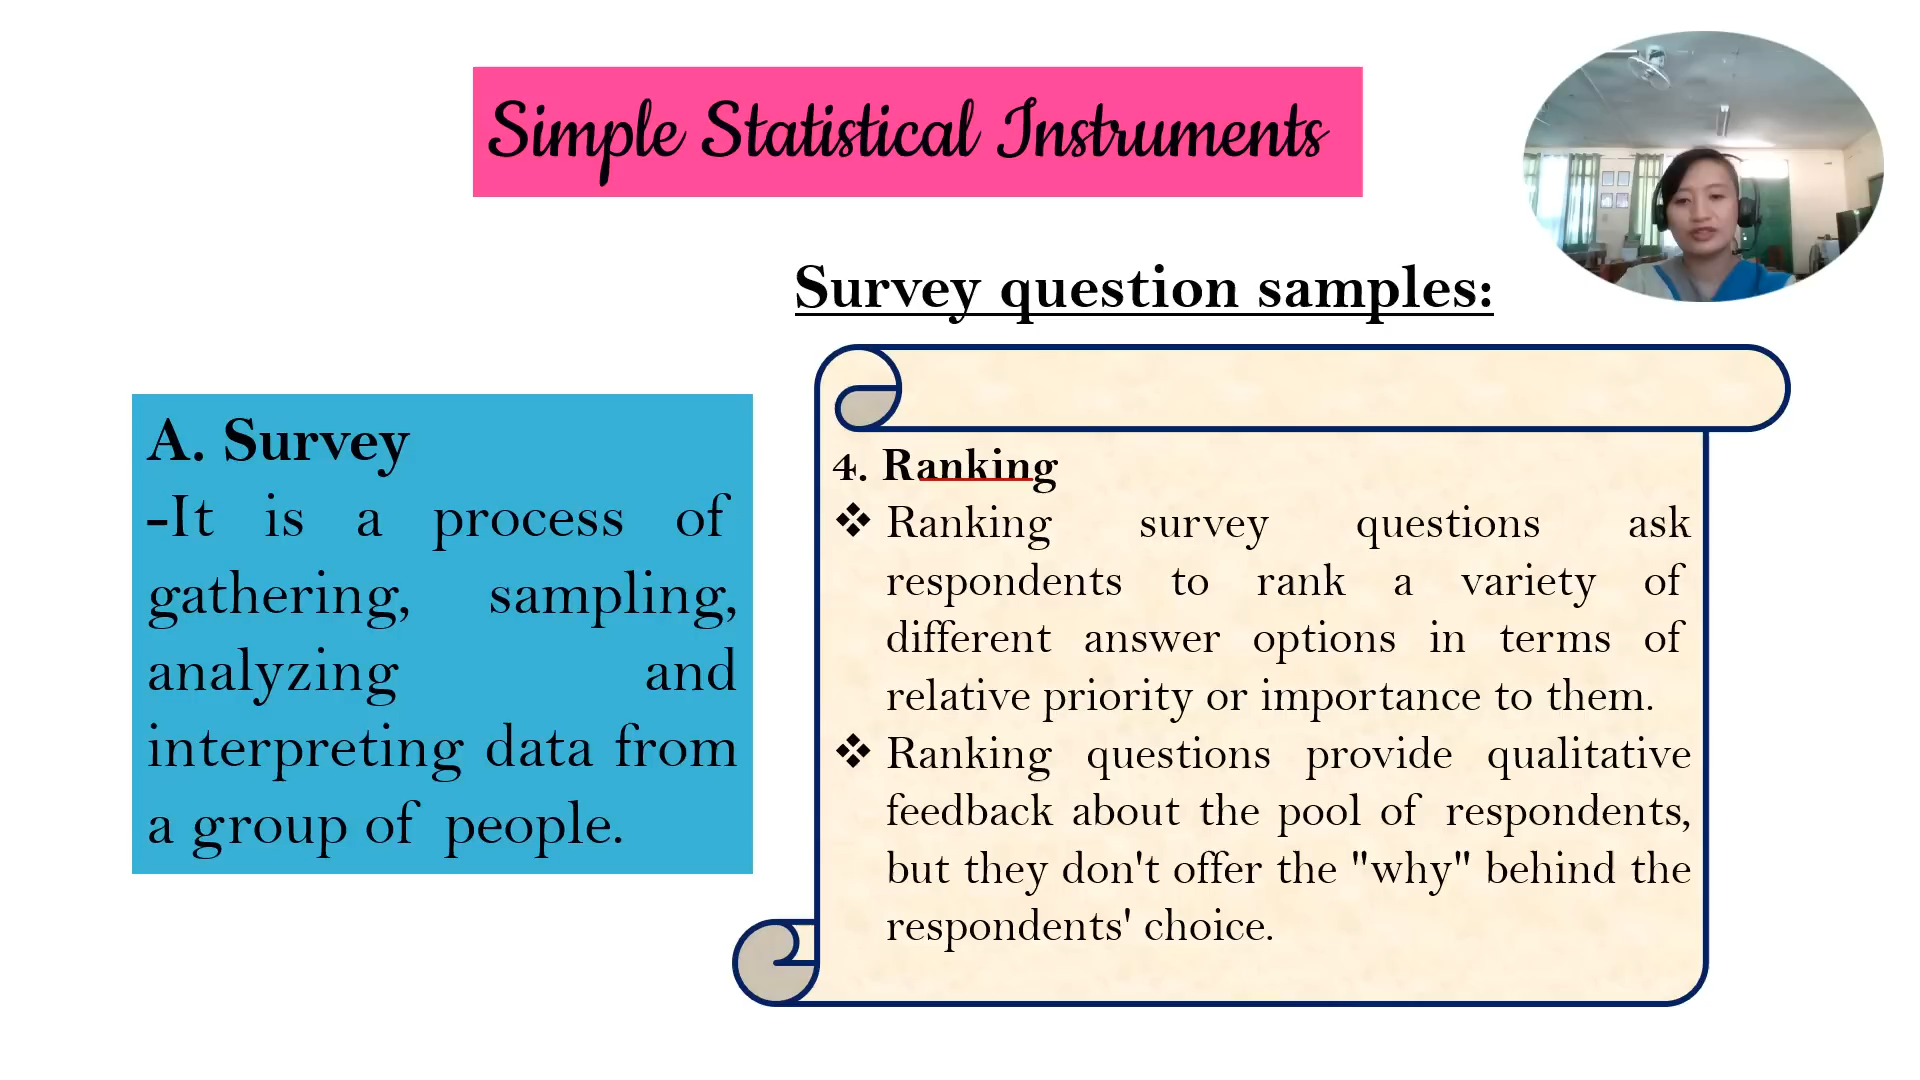 Simple Statistical Instruments
Survey question samples:
A. Survey
-It is a process of
gathering, sampling,
analyzing and
interpreting data from
a group of people.
4. Ranking
❖ Ranking survey questions ask
respondents to rank a variety of
different answer options in terms of
relative priority or importance to them.
❖ Ranking questions provide qualitative
feedback about the pool of respondents,
but they don't offer the "why" behind the
respondents' choice.